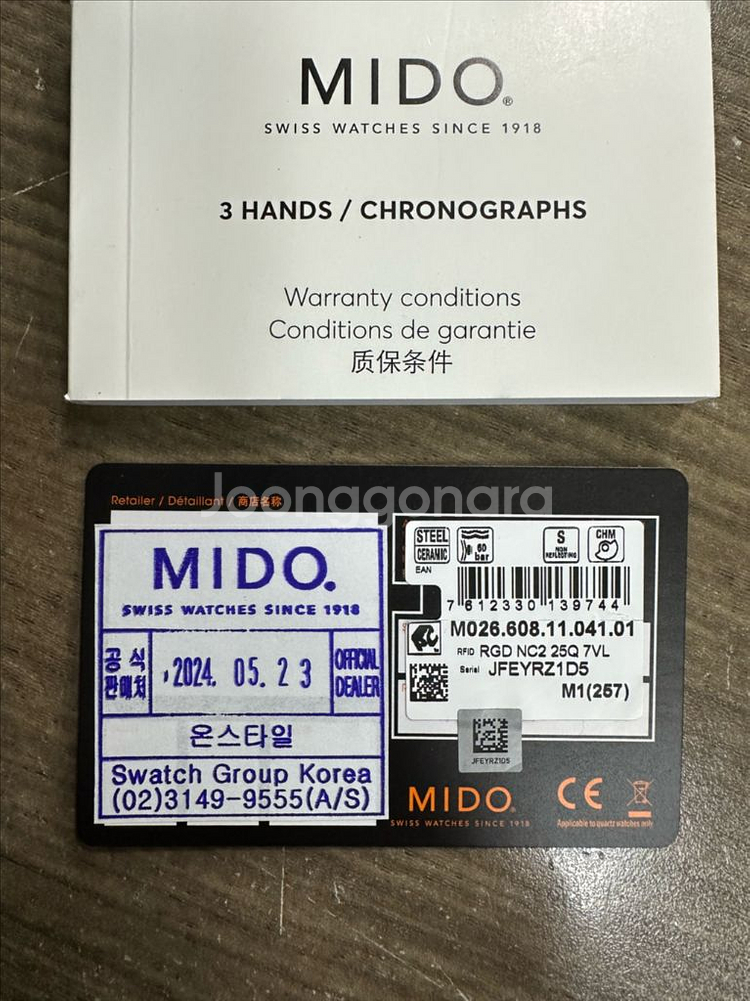 MIDO®
SWISS WATCHES SINCE 1918
3 HANDS / CHRONOGRAPHS
Warranty conditions
Conditions de garantie
质保条件
Joonggonara
Retailer / Détaillant / 商店名称
MIDO.
SWISS WATCHES SINCE 1918
공식
판매처
2024. 05. 23
OFFICIAL
DEALER
온스타일
Swatch Group Korea
(02)3149-9555(A/S)
STEEL
CERAMIC
60
bar
S
NON
REFLECTING
CHM
EAN
7 612330 139744
M026.608.11.041.01
RFID RGD NC2 25Q 7VL
Serial JFEYRZ1D5
M1(257)
JFEYRZ1D5
MIDO®
SWISS WATCHES SINCE 1918
CE
Applicable to quartz watches only